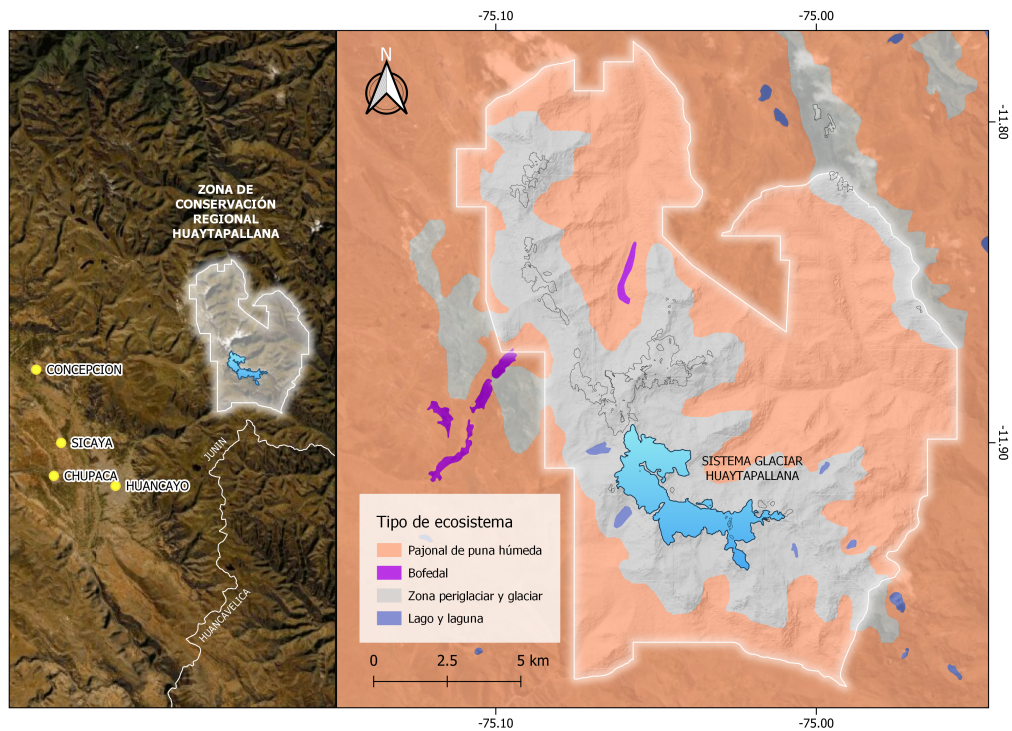 -75.10
-75.00
N
-11.80
ZONA DE
CONSERVACIÓN
REGIONAL
HUAYTAPALLANA
CONCEPCION
SICAYA
CHUPACA
HUANCAYO
JUNIN
HUANCAVELICA
-11.90
SISTEMA GLACIAR
HUAYTAPALLANA
Tipo de ecosistema
Pajonal de puna húmeda
Bofedal
Zona periglaciar y glaciar
Lago y laguna
0 2.5 5 km
-75.10
-75.00